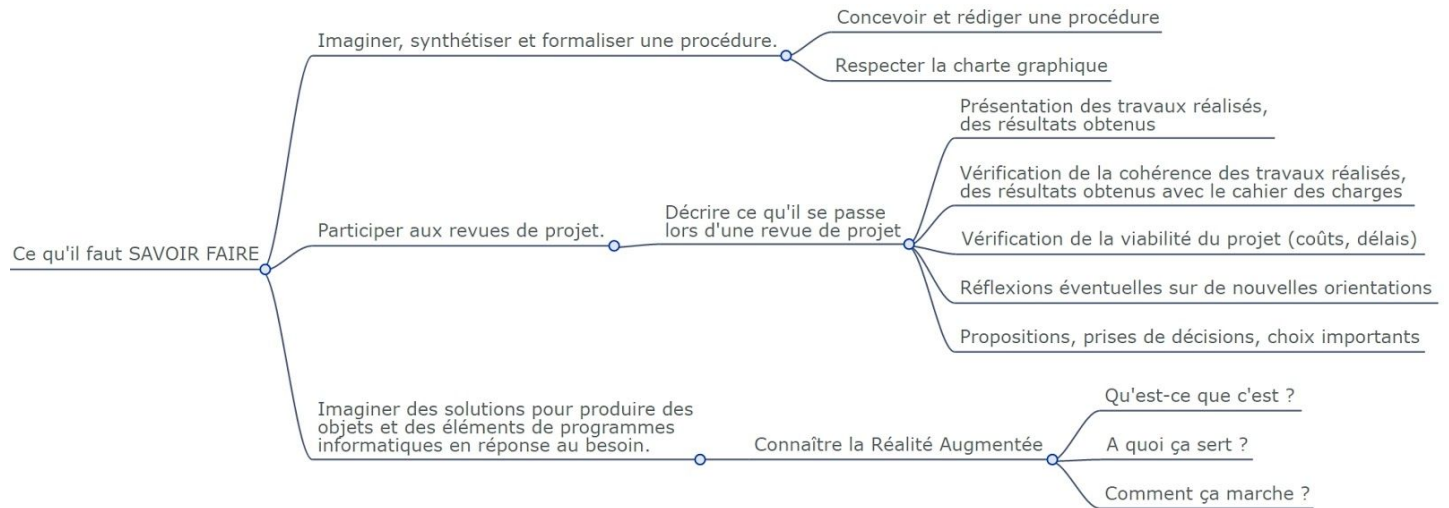 Ce qu'il faut SAVOIR FAIRE
Imaginer, synthétiser et formaliser une procédure.
Concevoir et rédiger une procédure
Respecter la charte graphique
Participer aux revues de projet.
Décrire ce qu'il se passe
lors d'une revue de projet
Présentation des travaux réalisés,
des résultats obtenus
Vérification de la cohérence des travaux réalisés,
des résultats obtenus avec le cahier des charges
Vérification de la viabilité du projet (coûts, délais)
Réflexions éventuelles sur de nouvelles orientations
Propositions, prises de décisions, choix importants
Imaginer des solutions pour produire des
objets et des éléments de programmes
informatiques en réponse au besoin.
Connaître la Réalité Augmentée
Qu'est-ce que c'est ?
A quoi ça sert ?
Comment ça marche ?